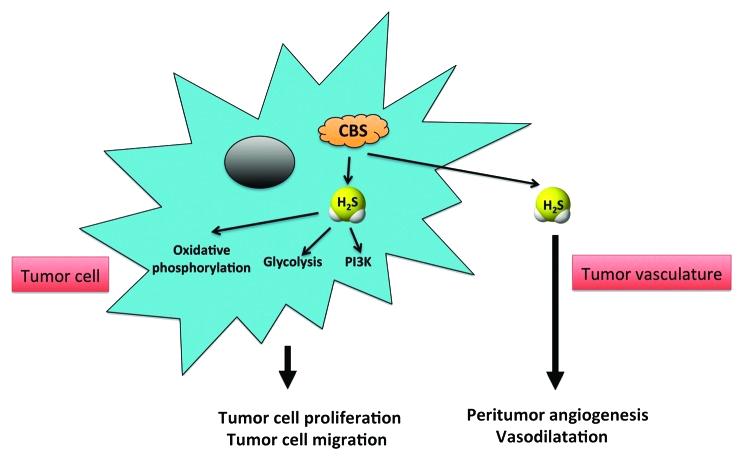 CBS
H₂S
H₂S
Oxidative
phosphorylation
Glycolysis
PI3K
Tumor cell
Tumor vasculature
Tumor cell proliferation
Tumor cell migration
Peritumor angiogenesis
Vasodilatation